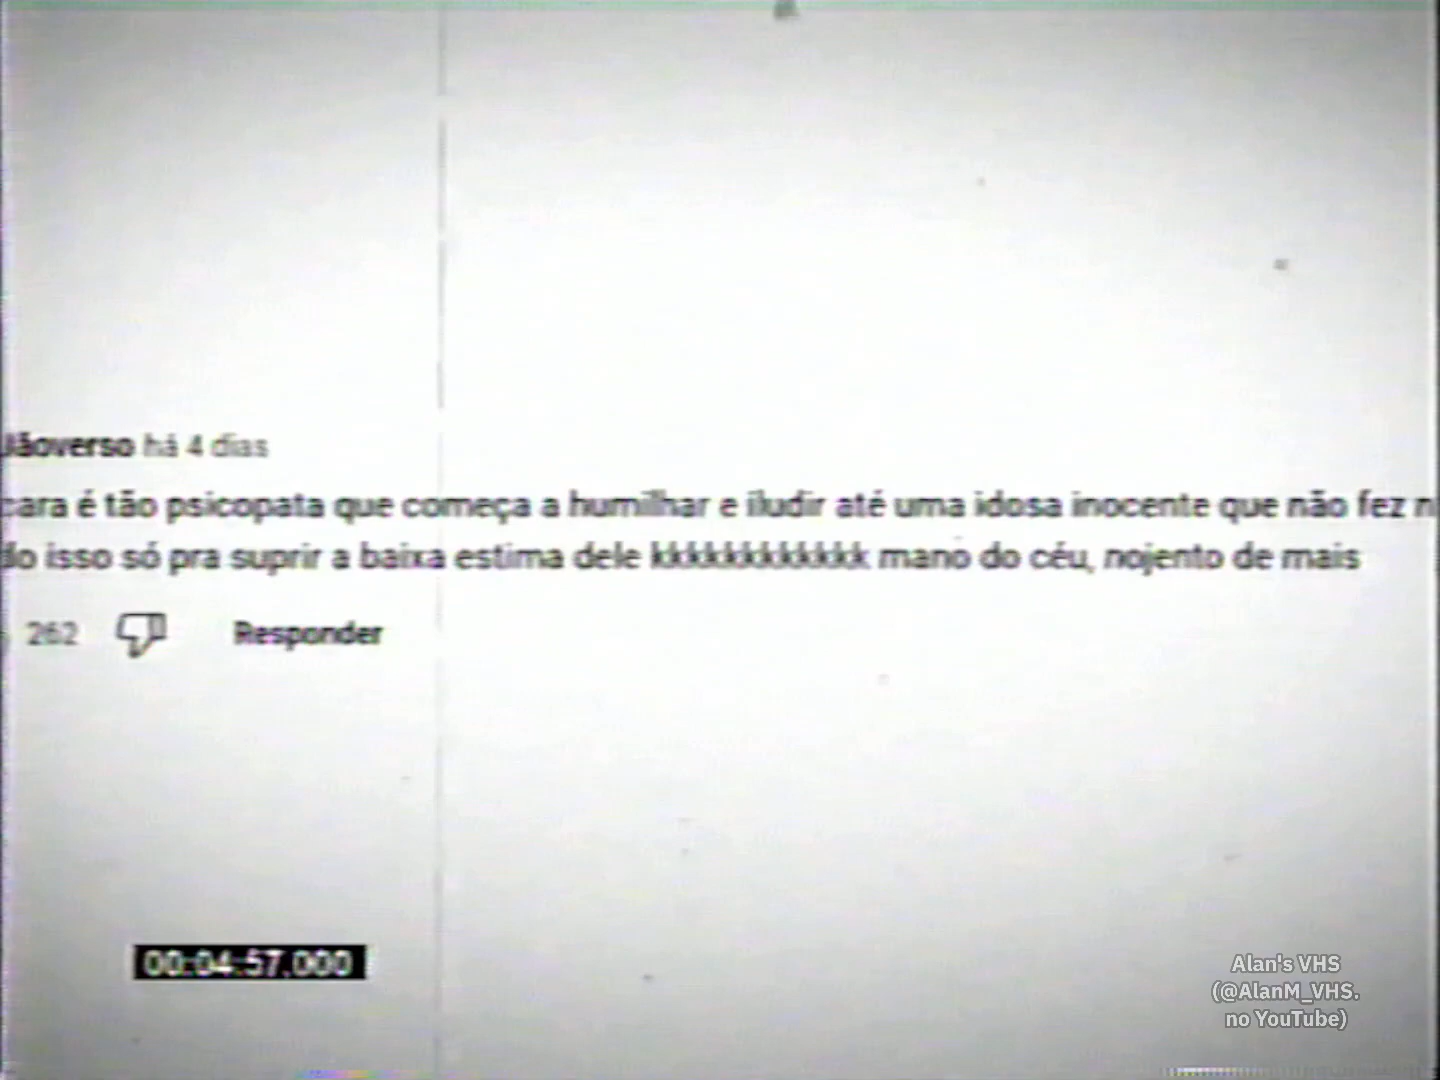 Jãoverso há 4 dias
cara é tão psicopata que começa a humilhar e iludir até uma idosa inocente que não fez n
do isso só pra suprir a baixa estima dele kkkkkkkkkkkk mano do céu, nojento de mais
262 Responder
00:04:57.000
Alan's VHS
(@AlanM_VHS.
no YouTube)